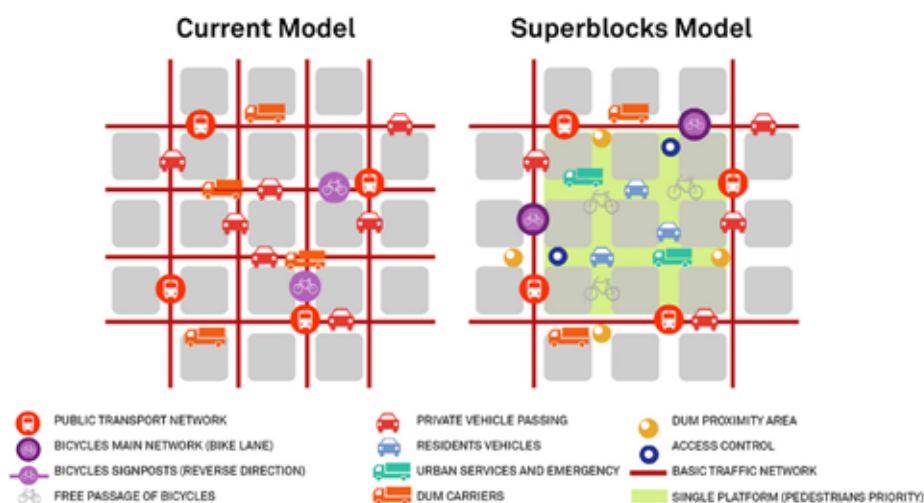 Current Model
Superblocks Model
PUBLIC TRANSPORT NETWORK
BICYCLES MAIN NETWORK (BIKE LANE)
BICYCLES SIGNPOSTS (REVERSE DIRECTION)
FREE PASSAGE OF BICYCLES
PRIVATE VEHICLE PASSING
RESIDENTS VEHICLES
URBAN SERVICES AND EMERGENCY
DUM CARRIERS
DUM PROXIMITY AREA
ACCESS CONTROL
BASIC TRAFFIC NETWORK
SINGLE PLATFORM (PEDESTRIANS PRIORITY)